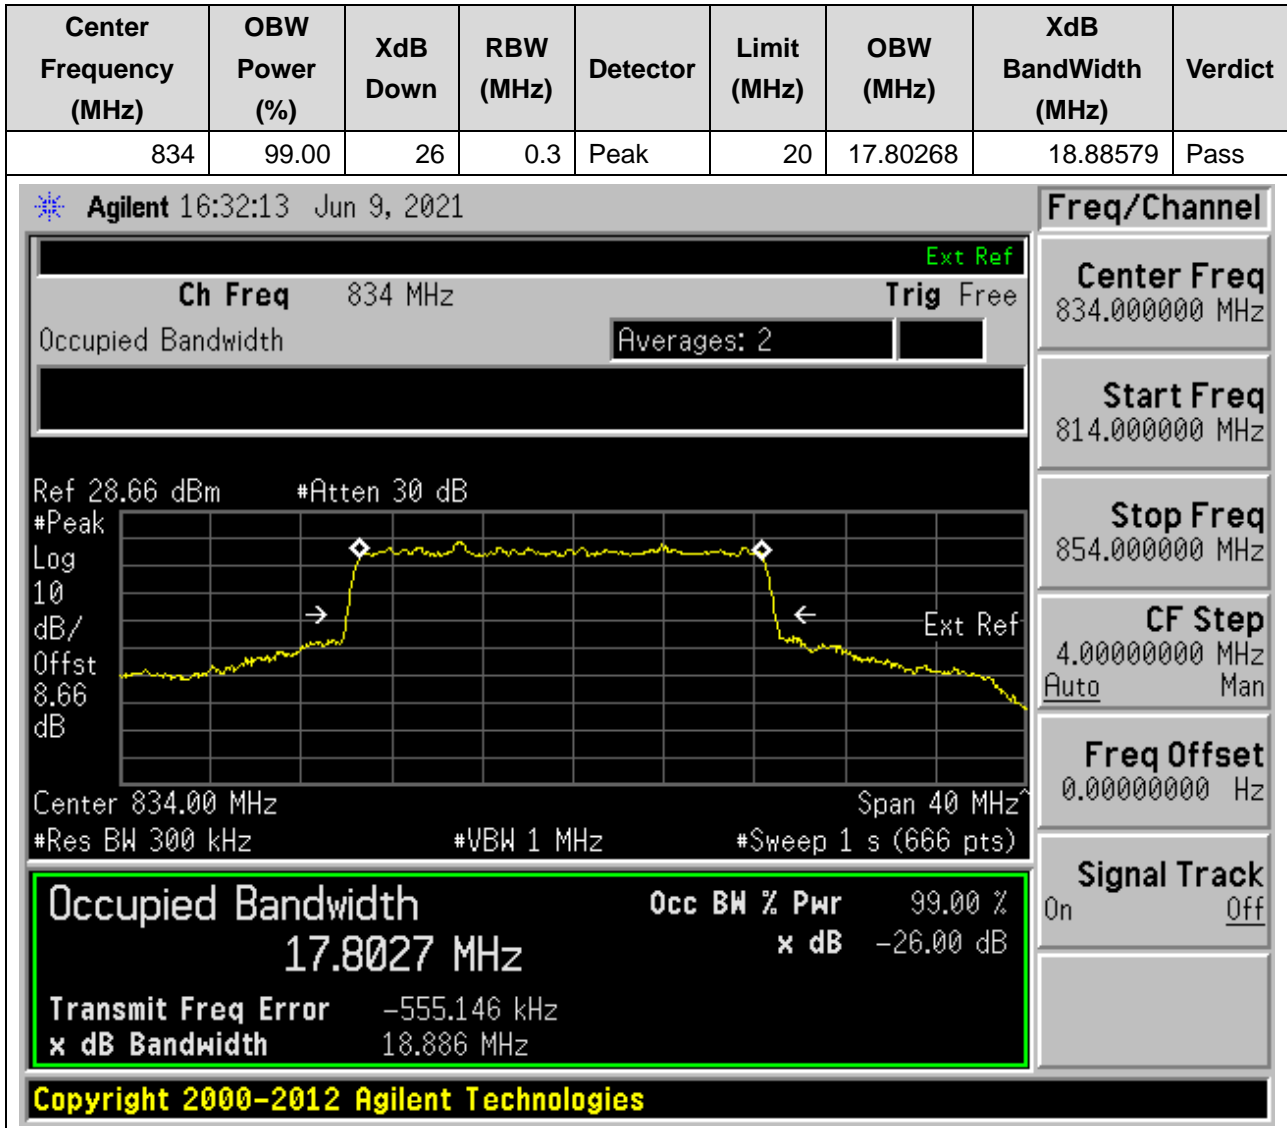 Center Frequency (MHz) OBW Power (%) XdB Down RBW (MHz) Detector Limit (MHz) OBW (MHz) XdB BandWidth (MHz) Verdict
834 99.00 26 0.3 Peak 20 17.80268 18.88579 Pass
Agilent 16:32:13 Jun 9, 2021
Freq/Channel
Ext Ref
Ch Freq 834 MHz Trig Free
Occupied Bandwidth Averages: 2
Center Freq
834.000000 MHz
Start Freq
814.000000 MHz
Stop Freq
854.000000 MHz
CF Step
4.00000000 MHz
Auto Man
Freq Offset
0.00000000 Hz
Signal Track
On Off
Ref 28.66 dBm #Atten 30 dB
#Peak
Log
10
dB/
Offst
8.66
dB
Ext Ref
Center 834.00 MHz Span 40 MHz^
#Res BW 300 kHz #VBW 1 MHz #Sweep 1 s (666 pts)
Occupied Bandwidth Occ BW % Pwr 99.00 %
17.8027 MHz x dB -26.00 dB
Transmit Freq Error -555.146 kHz
x dB Bandwidth 18.886 MHz
Copyright 2000-2012 Agilent Technologies